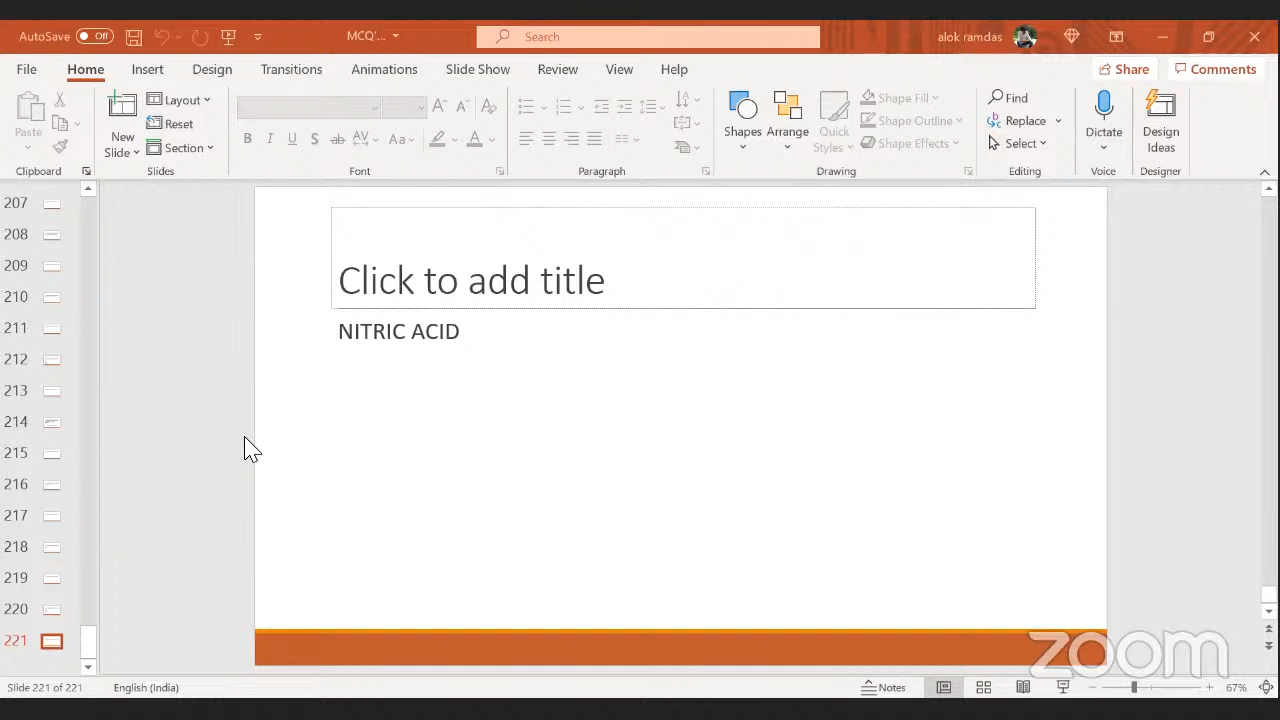 AutoSave Off MCQ'... Search alok ramdas
File Home Insert Design Transitions Animations Slide Show Review View Help Share Comments
Paste New Slide Layout Reset Section B I U S ab AV Aa A Shapes Arrange Quick Styles Shape Fill Shape Outline Shape Effects Find Replace Select Dictate Design Ideas
Clipboard Slides Font Paragraph Drawing Editing Voice Designer
207
208
209
210
211
212
213
214
215
216
217
218
219
220
221
Click to add title
NITRIC ACID
zoom
Slide 221 of 221 English (India) Notes 67%